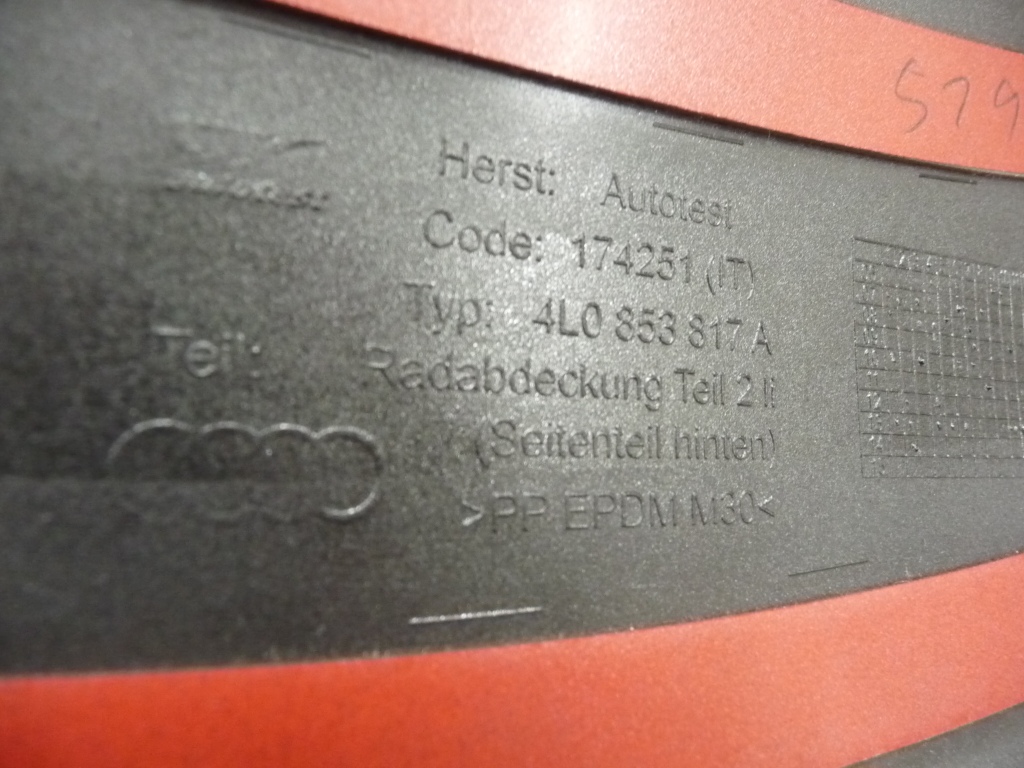 519
Herst: Autotest
Code: 174251 (IT)
Typ: 4L0 853 817 A
Teil: Radabdeckung Teil 2 li
(Seitenteil hinten)
>PP EPDM M30<